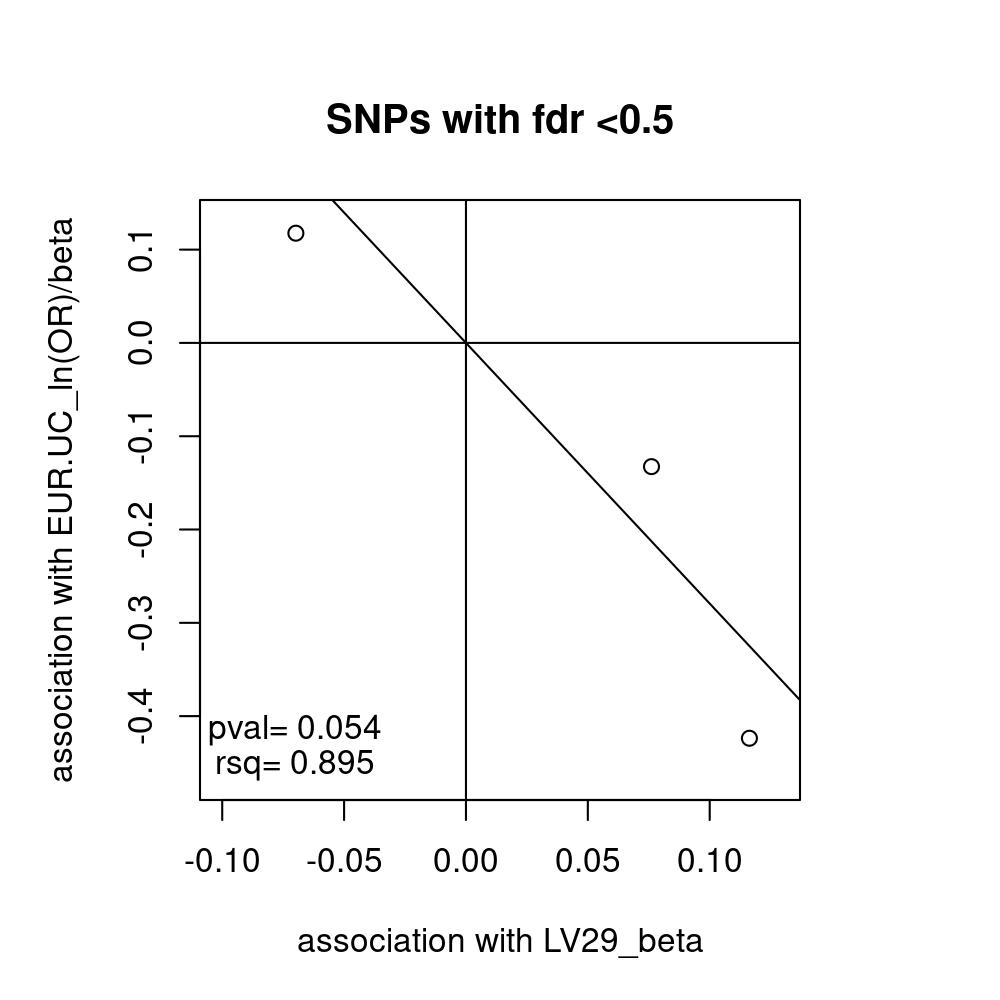 SNPs with fdr <0.5
association with EUR.UC_ln(OR)/beta
0.1
0.0
-0.1
-0.2
-0.3
-0.4
pval= 0.054
rsq= 0.895
-0.10 -0.05 0.00 0.05 0.10
association with LV29_beta